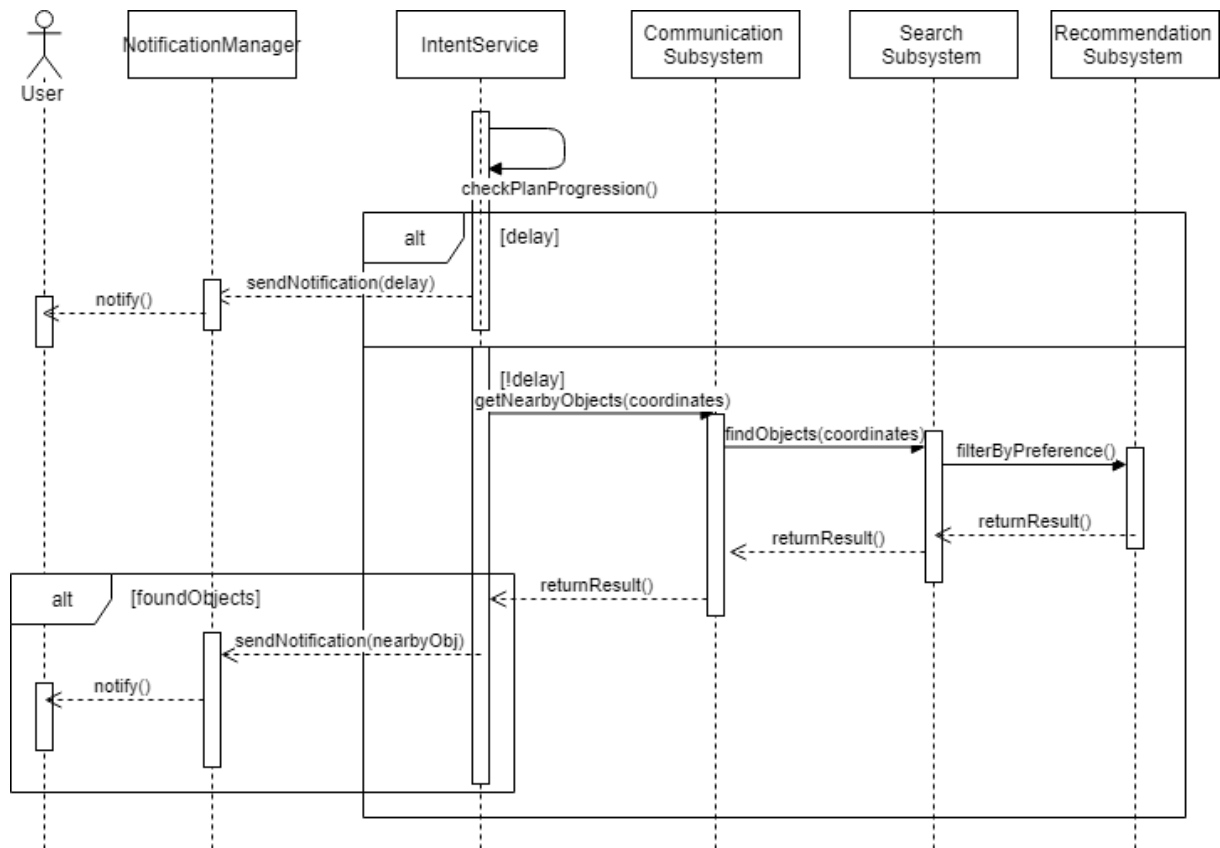 User
NotificationManager
IntentService
Communication
Subsystem
Search
Subsystem
Recommendation
Subsystem
checkPlanProgression()
alt
[delay]
sendNotification(delay)
notify()
[!delay]
getNearbyObjects(coordinates)
findObjects(coordinates)
filterByPreference()
returnResult()
returnResult()
returnResult()
alt
[foundObjects]
sendNotification(nearbyObj)
notify()